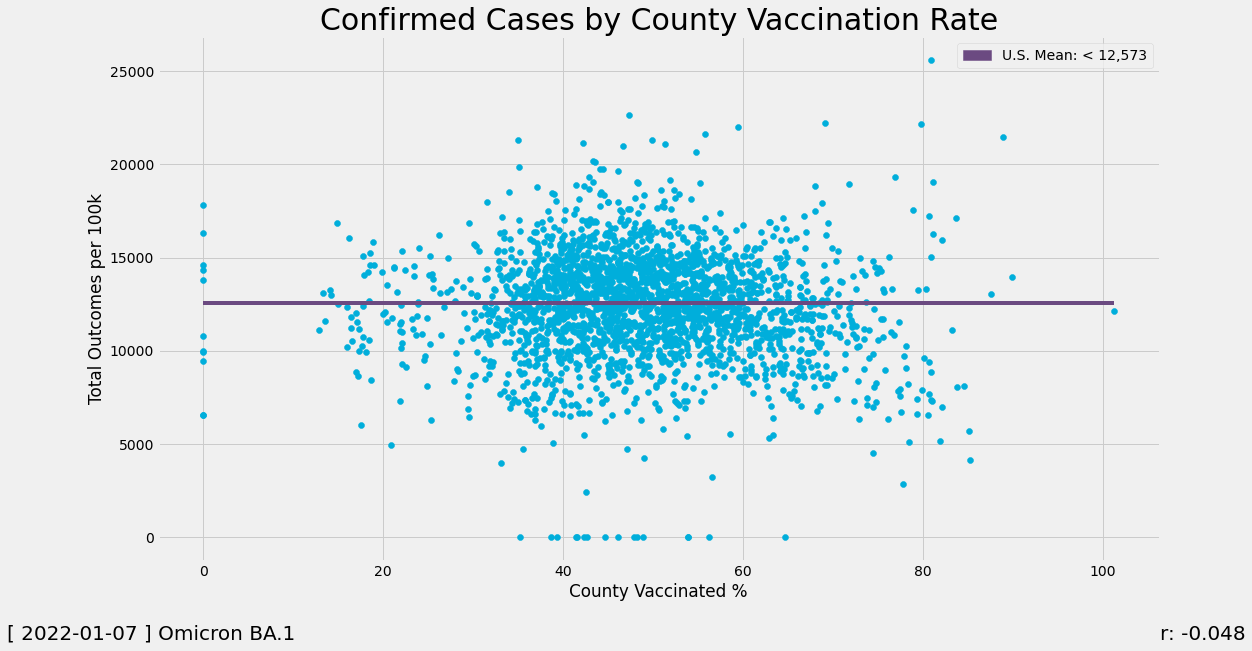 Confirmed Cases by County Vaccination Rate
U.S. Mean: < 12,573
25000
20000
15000
10000
5000
0
Total Outcomes per 100k
0 20 40 60 80 100
County Vaccinated %
[ 2022-01-07 ] Omicron BA.1
r: -0.048